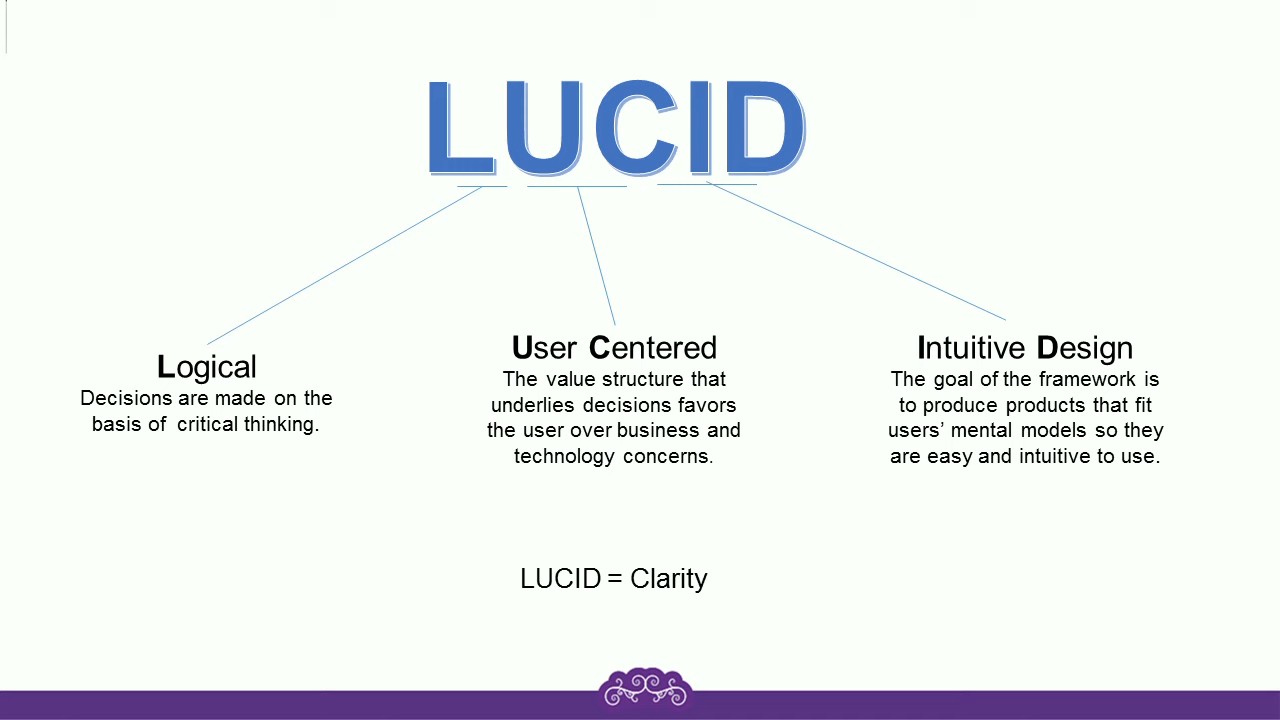 LUCID
Logical
Decisions are made on the
basis of critical thinking.
User Centered
The value structure that
underlies decisions favors
the user over business and
technology concerns.
Intuitive Design
The goal of the framework is
to produce products that fit
users’ mental models so they
are easy and intuitive to use.
LUCID = Clarity